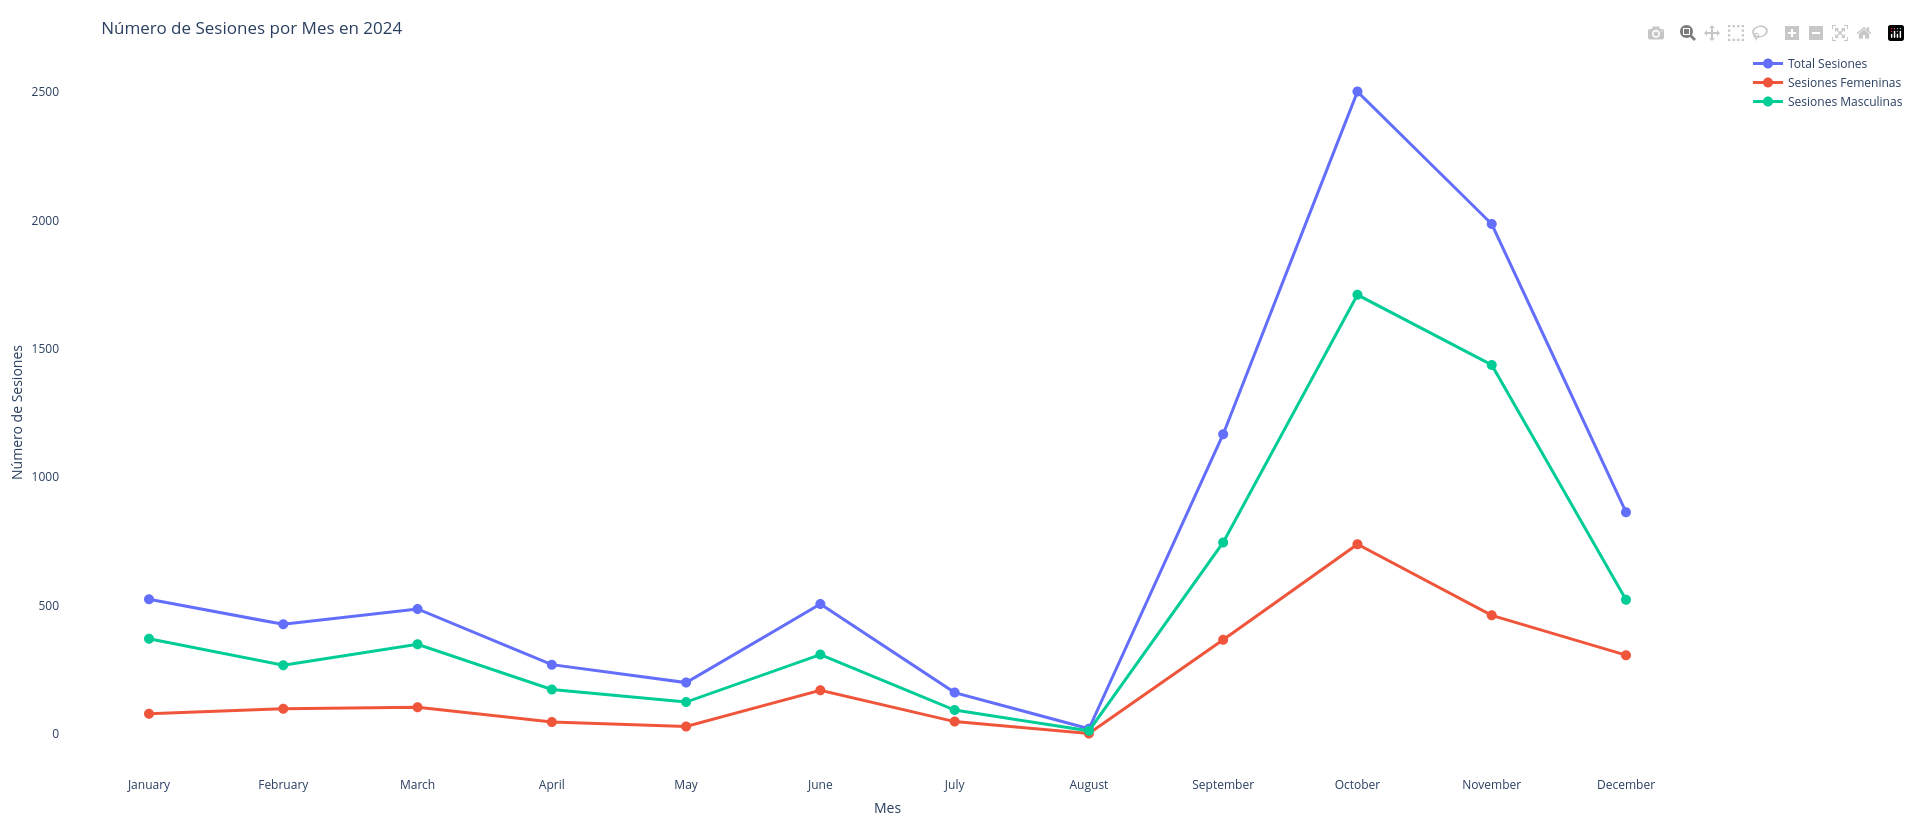 Número de Sesiones por Mes en 2024
Total Sesiones
Sesiones Femeninas
Sesiones Masculinas
Número de Sesiones
2500
2000
1500
1000
500
0
January February March April May June July August September October November December
Mes